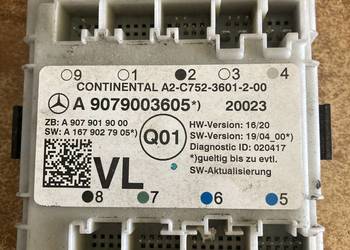 9 1 2 3 4
CONTINENTAL A2-C752-3601-2-00
A 9079003605*) 20023
ZB: A 907 901 90 00
SW: A 167 902 79 05*)
Q01
HW-Version: 16/20
SW-Version: 19/04_00*)
Diagnostic ID: 020417
*)gueltig bis zu evtl.
SW-Aktualisierung
VL
8 7 6 5